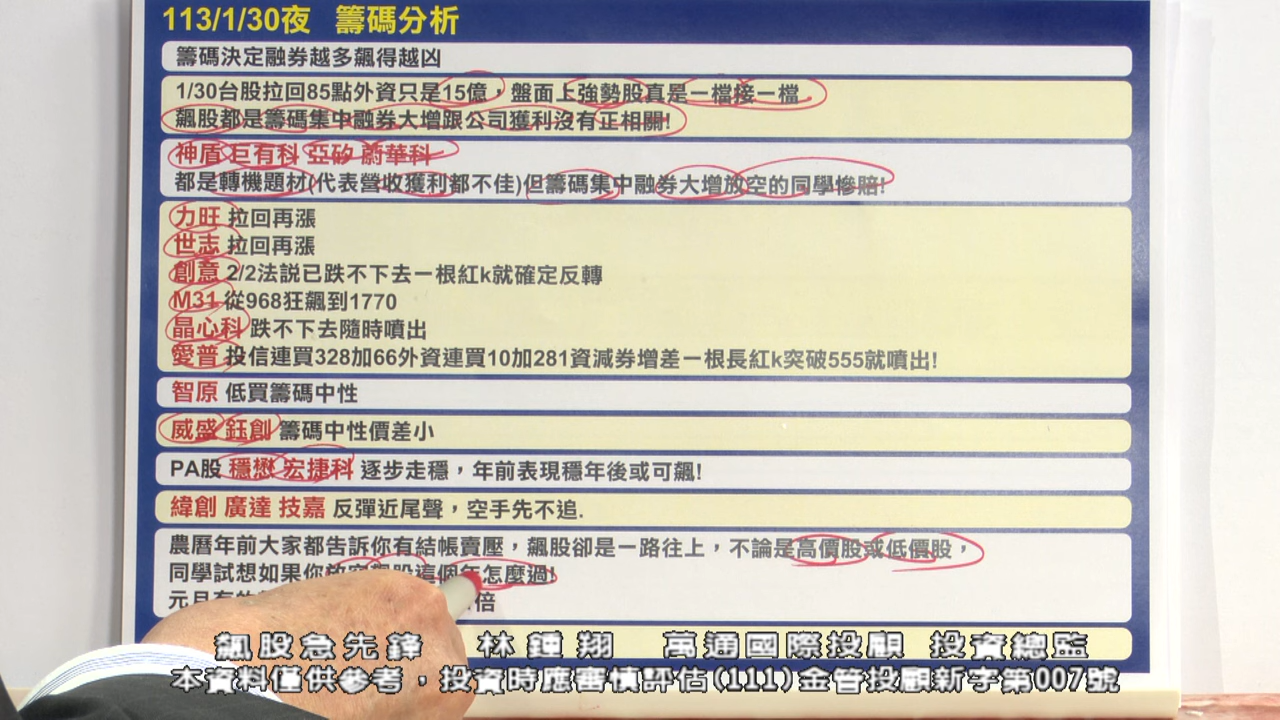 113/1/30夜 籌碼分析
籌碼決定融券越多飆得越凶
1/30台股拉回85點外資只是15億，盤面上強勢股真是一檔接一檔
飆股都是籌碼集中融券大增跟公司獲利沒有正相關!
神盾 巨有科 亞矽 蔚華科
都是轉機題材(代表營收獲利都不佳)但籌碼集中融券大增放空的同學慘賠!
力旺 拉回再漲
世志 拉回再漲
創意 2/2法說已跌不下去一根紅k就確定反轉
M31 從968狂飆到1770
晶心科 跌不下去隨時噴出
愛普 投信連買328加66外資連買10加281資減券增差一根長紅k突破555就噴出!
智原 低買籌碼中性
威盛 鈺創 籌碼中性價差小
PA股 穩懋 宏捷科 逐步走穩，年前表現穩年後或可飆!
緯創 廣達 技嘉 反彈近尾聲，空手先不追.
農曆年前大家都告訴你有結帳賣壓，飆股卻是一路往上，不論是高價股或低價股，
同學試想如果你放空飆股這個年怎麼過!
元月有的 倍
飆股急先鋒 林鍾翔 萬通國際投顧 投資總監
本資料僅供參考，投資時應審慎評估(111)金管投顧新字第007號